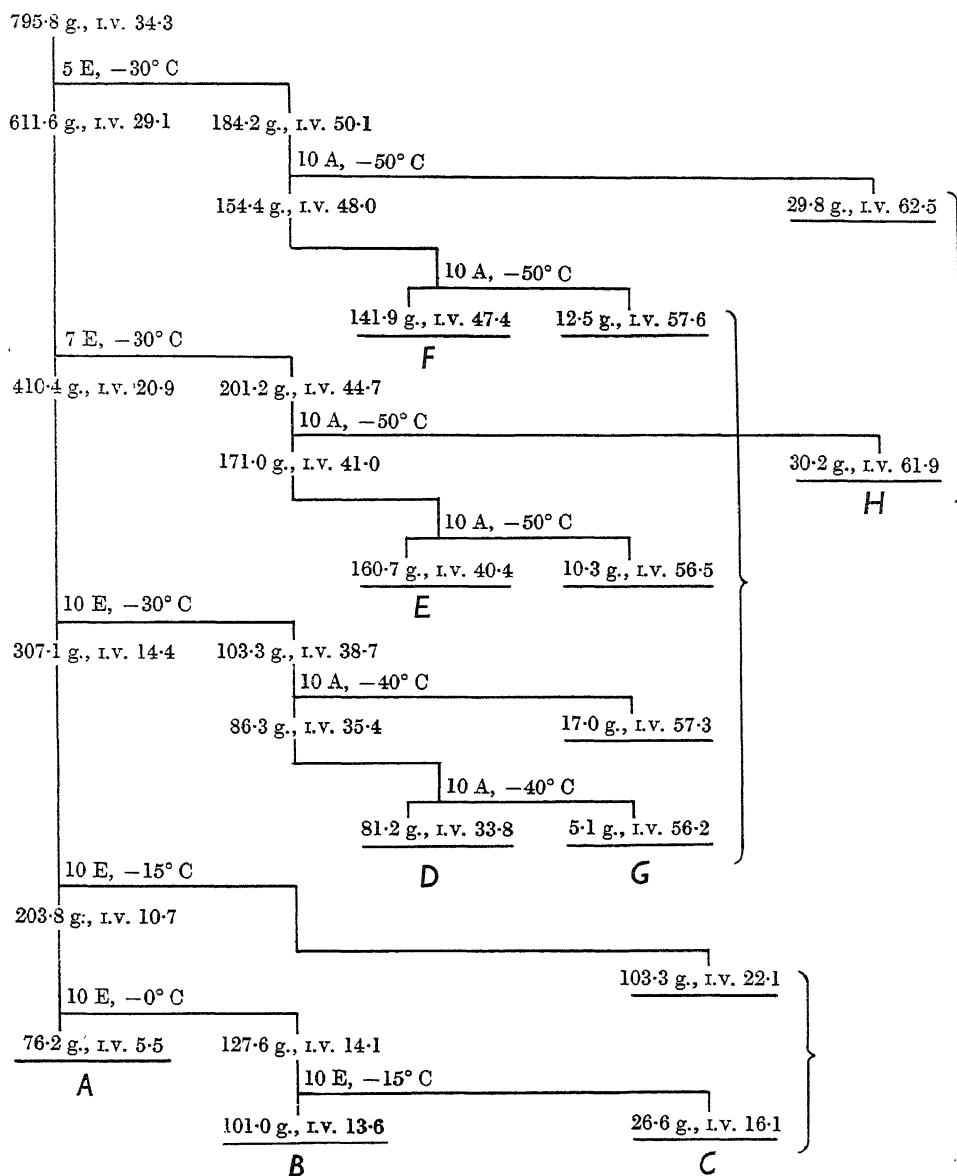 795·8 g., I.V. 34·3
5 E, −30° C
611·6 g., I.V. 29·1 184·2 g., I.V. 50·1
10 A, −50° C
154·4 g., I.V. 48·0 29·8 g., I.V. 62·5
10 A, −50° C
141·9 g., I.V. 47·4 12·5 g., I.V. 57·6
F
7 E, −30° C
410·4 g., I.V. 20·9 201·2 g., I.V. 44·7
10 A, −50° C
171·0 g., I.V. 41·0 30·2 g., I.V. 61·9
H
10 A, −50° C
160·7 g., I.V. 40·4 10·3 g., I.V. 56·5
E
10 E, −30° C
307·1 g., I.V. 14·4 103·3 g., I.V. 38·7
10 A, −40° C
86·3 g., I.V. 35·4 17·0 g., I.V. 57·3
10 A, −40° C
81·2 g., I.V. 33·8 5·1 g., I.V. 56·2
D G
10 E, −15° C
203·8 g., I.V. 10·7
103·3 g., I.V. 22·1
10 E, −0° C
76·2 g., I.V. 5·5 127·6 g., I.V. 14·1
A
10 E, −15° C
101·0 g., I.V. 13·6 26·6 g., I.V. 16·1
B C